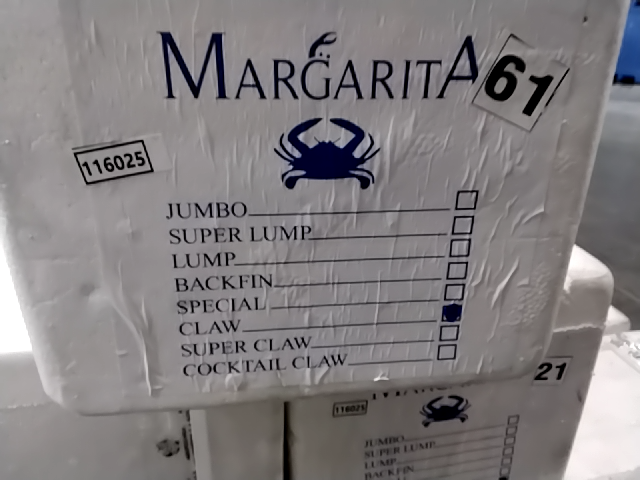 MARGARITA
61
116025
JUMBO
SUPER LUMP
LUMP
BACKFIN
SPECIAL
CLAW
SUPER CLAW
COCKTAIL CLAW
21
116025
JUMBO
SUPER LUMP
LUMP
BACKFIN